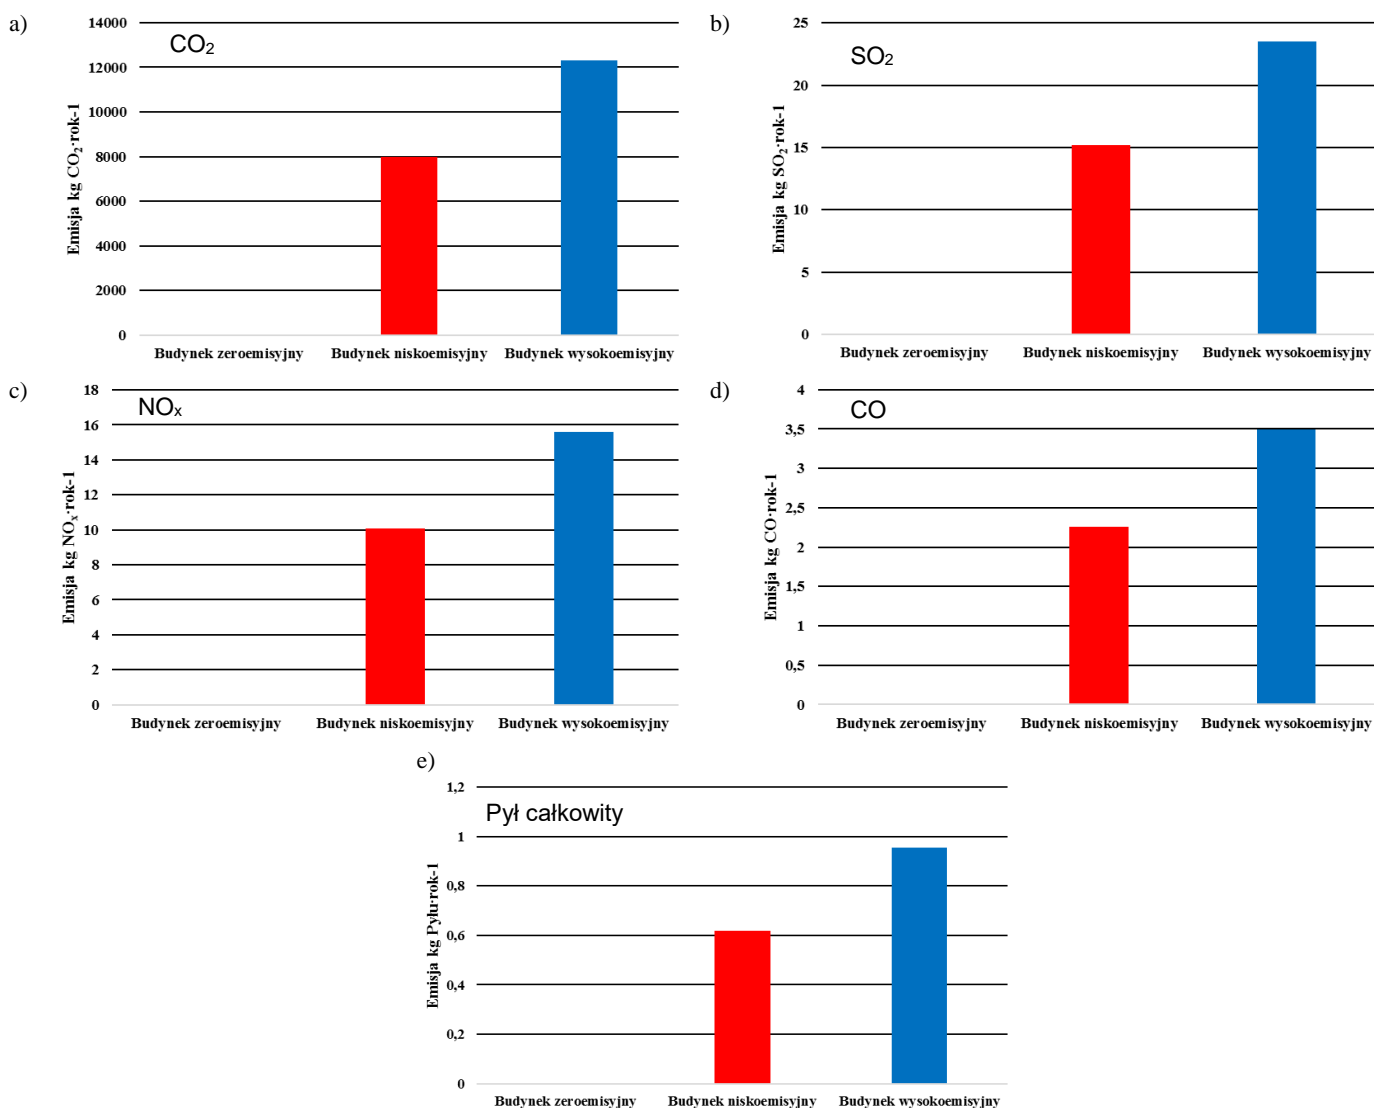 a)
CO₂
Emisja kg CO₂·rok-1
14000
12000
10000
8000
6000
4000
2000
0
Budynek zeroemisyjny Budynek niskoemisyjny Budynek wysokoemisyjny
b)
SO₂
Emisja kg SO₂·rok-1
25
20
15
10
5
0
Budynek zeroemisyjny Budynek niskoemisyjny Budynek wysokoemisyjny
c)
NOₓ
Emisja kg NOₓ·rok-1
18
16
14
12
10
8
6
4
2
0
Budynek zeroemisyjny Budynek niskoemisyjny Budynek wysokoemisyjny
d)
CO
Emisja kg CO·rok-1
4
3,5
3
2,5
2
1,5
1
0,5
0
Budynek zeroemisyjny Budynek niskoemisyjny Budynek wysokoemisyjny
e)
Pył całkowity
Emisja kg Pyłu·rok-1
1,2
1
0,8
0,6
0,4
0,2
0
Budynek zeroemisyjny Budynek niskoemisyjny Budynek wysokoemisyjny